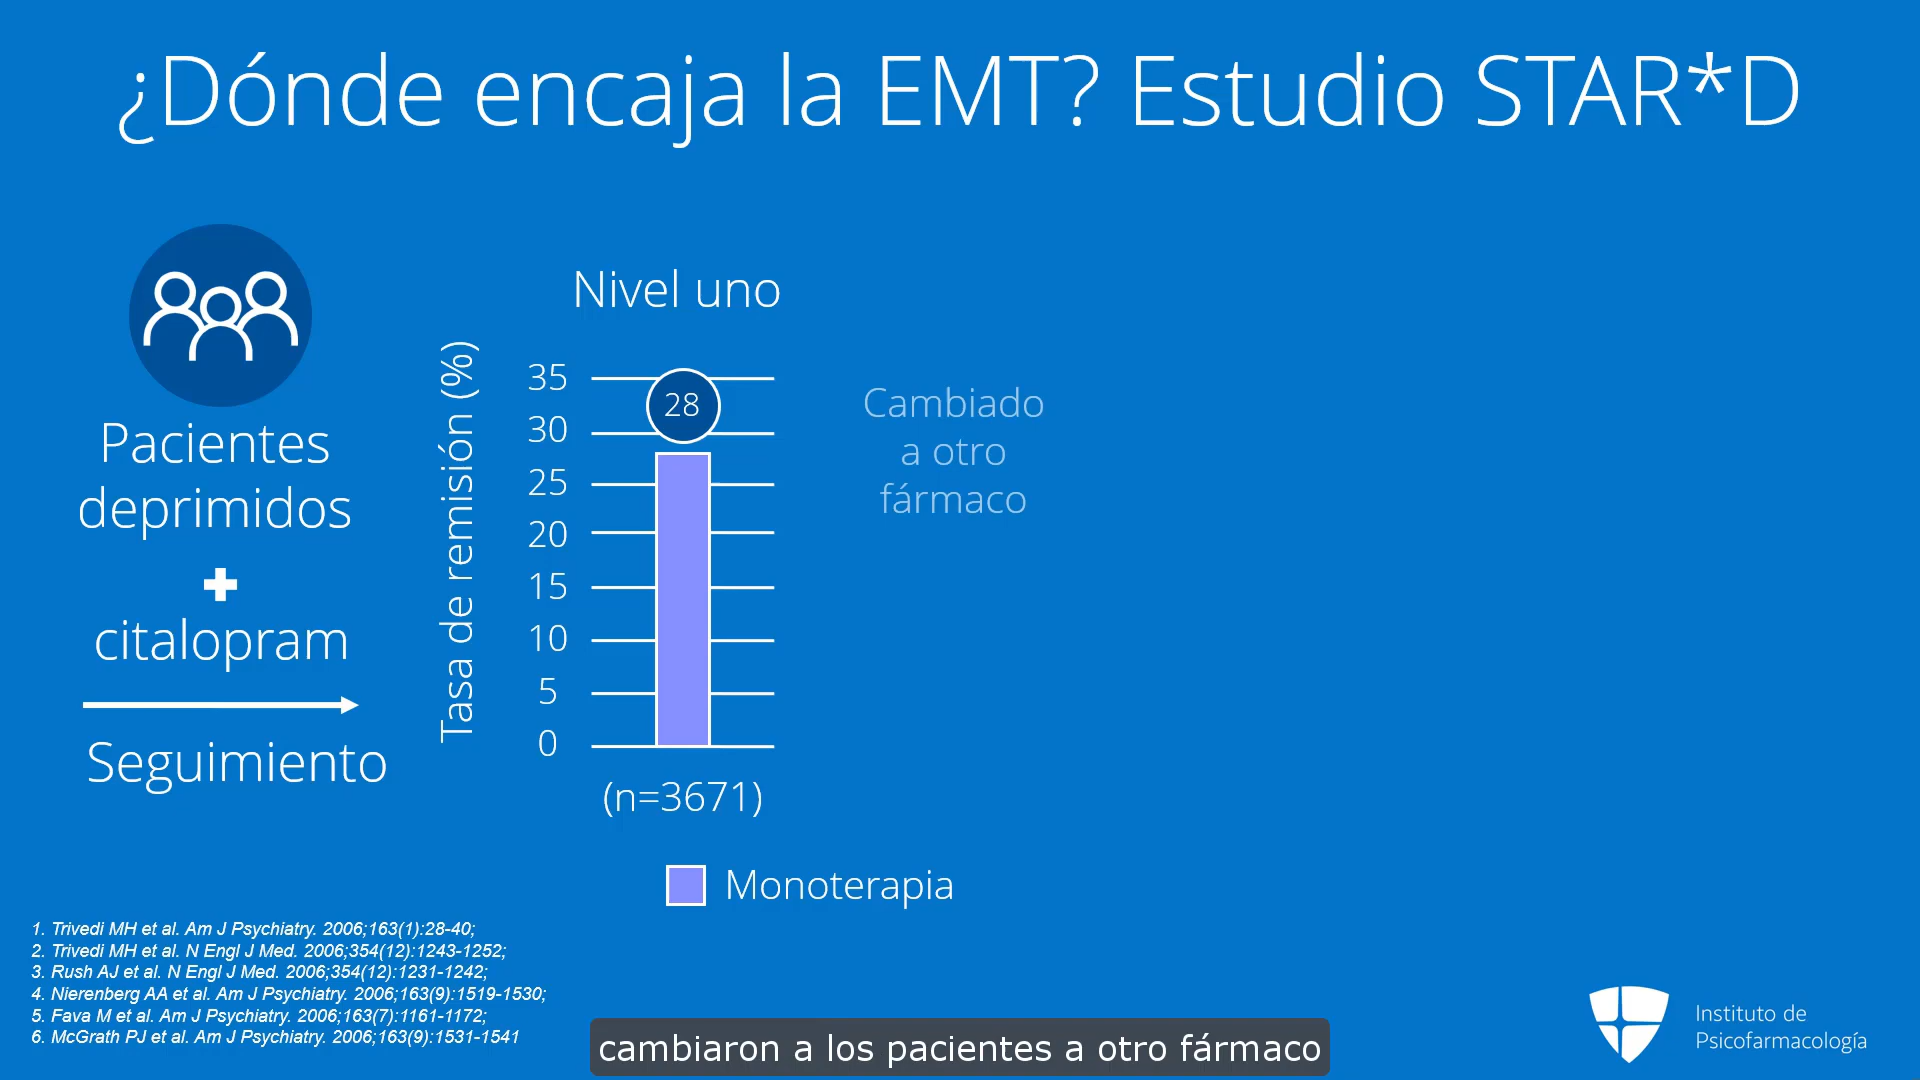 ¿Dónde encaja la EMT? Estudio STAR*D
Pacientes
deprimidos
+
citalopram
Seguimiento
Nivel uno
Tasa de remisión (%)
35
30
25
20
15
10
5
0
28
(n=3671)
Monoterapia
Cambiado
a otro
fármaco
1. Trivedi MH et al. Am J Psychiatry. 2006;163(1):28-40;
2. Trivedi MH et al. N Engl J Med. 2006;354(12):1243-1252;
3. Rush AJ et al. N Engl J Med. 2006;354(12):1231-1242;
4. Nierenberg AA et al. Am J Psychiatry. 2006;163(9):1519-1530;
5. Fava M et al. Am J Psychiatry. 2006;163(7):1161-1172;
6. McGrath PJ et al. Am J Psychiatry. 2006;163(9):1531-1541
cambiaron a los pacientes a otro fármaco
Instituto de
Psicofarmacología